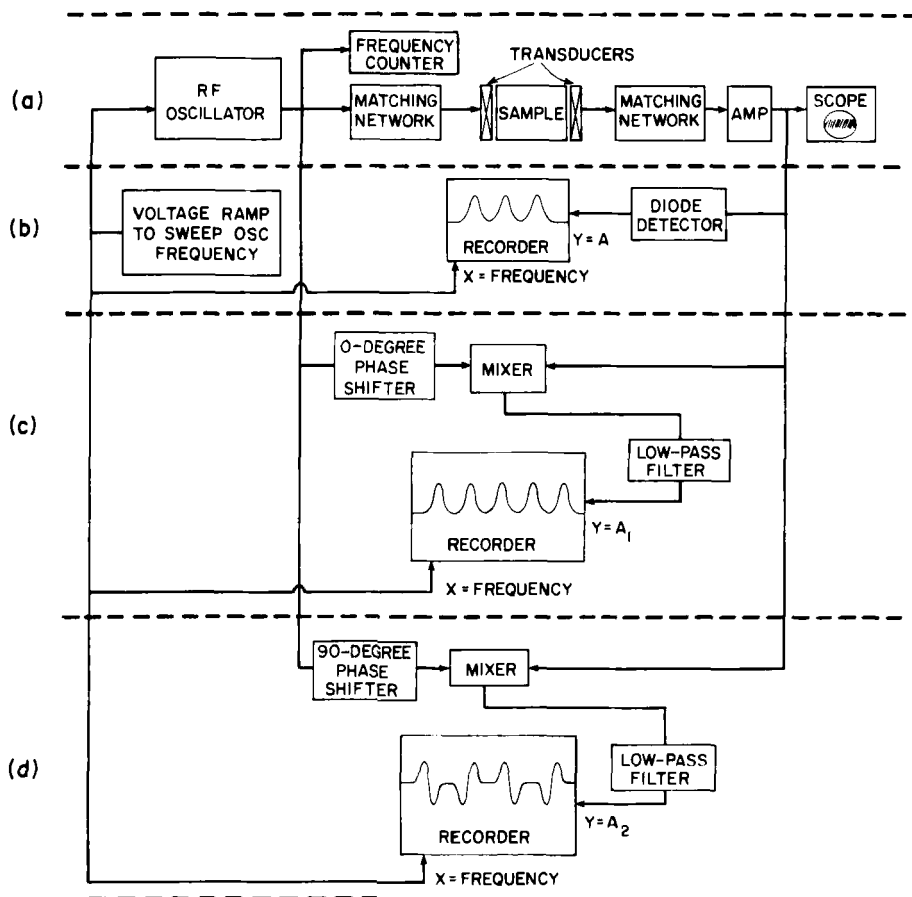 (a)
RF
OSCILLATOR
FREQUENCY
COUNTER
MATCHING
NETWORK
TRANSDUCERS
SAMPLE
MATCHING
NETWORK
AMP
SCOPE
(b)
VOLTAGE RAMP
TO SWEEP OSC
FREQUENCY
RECORDER
Y = A
X = FREQUENCY
DIODE
DETECTOR
(c)
0-DEGREE
PHASE
SHIFTER
MIXER
LOW-PASS
FILTER
RECORDER
Y = A1
X = FREQUENCY
(d)
90-DEGREE
PHASE
SHIFTER
MIXER
LOW-PASS
FILTER
RECORDER
Y = A2
X = FREQUENCY